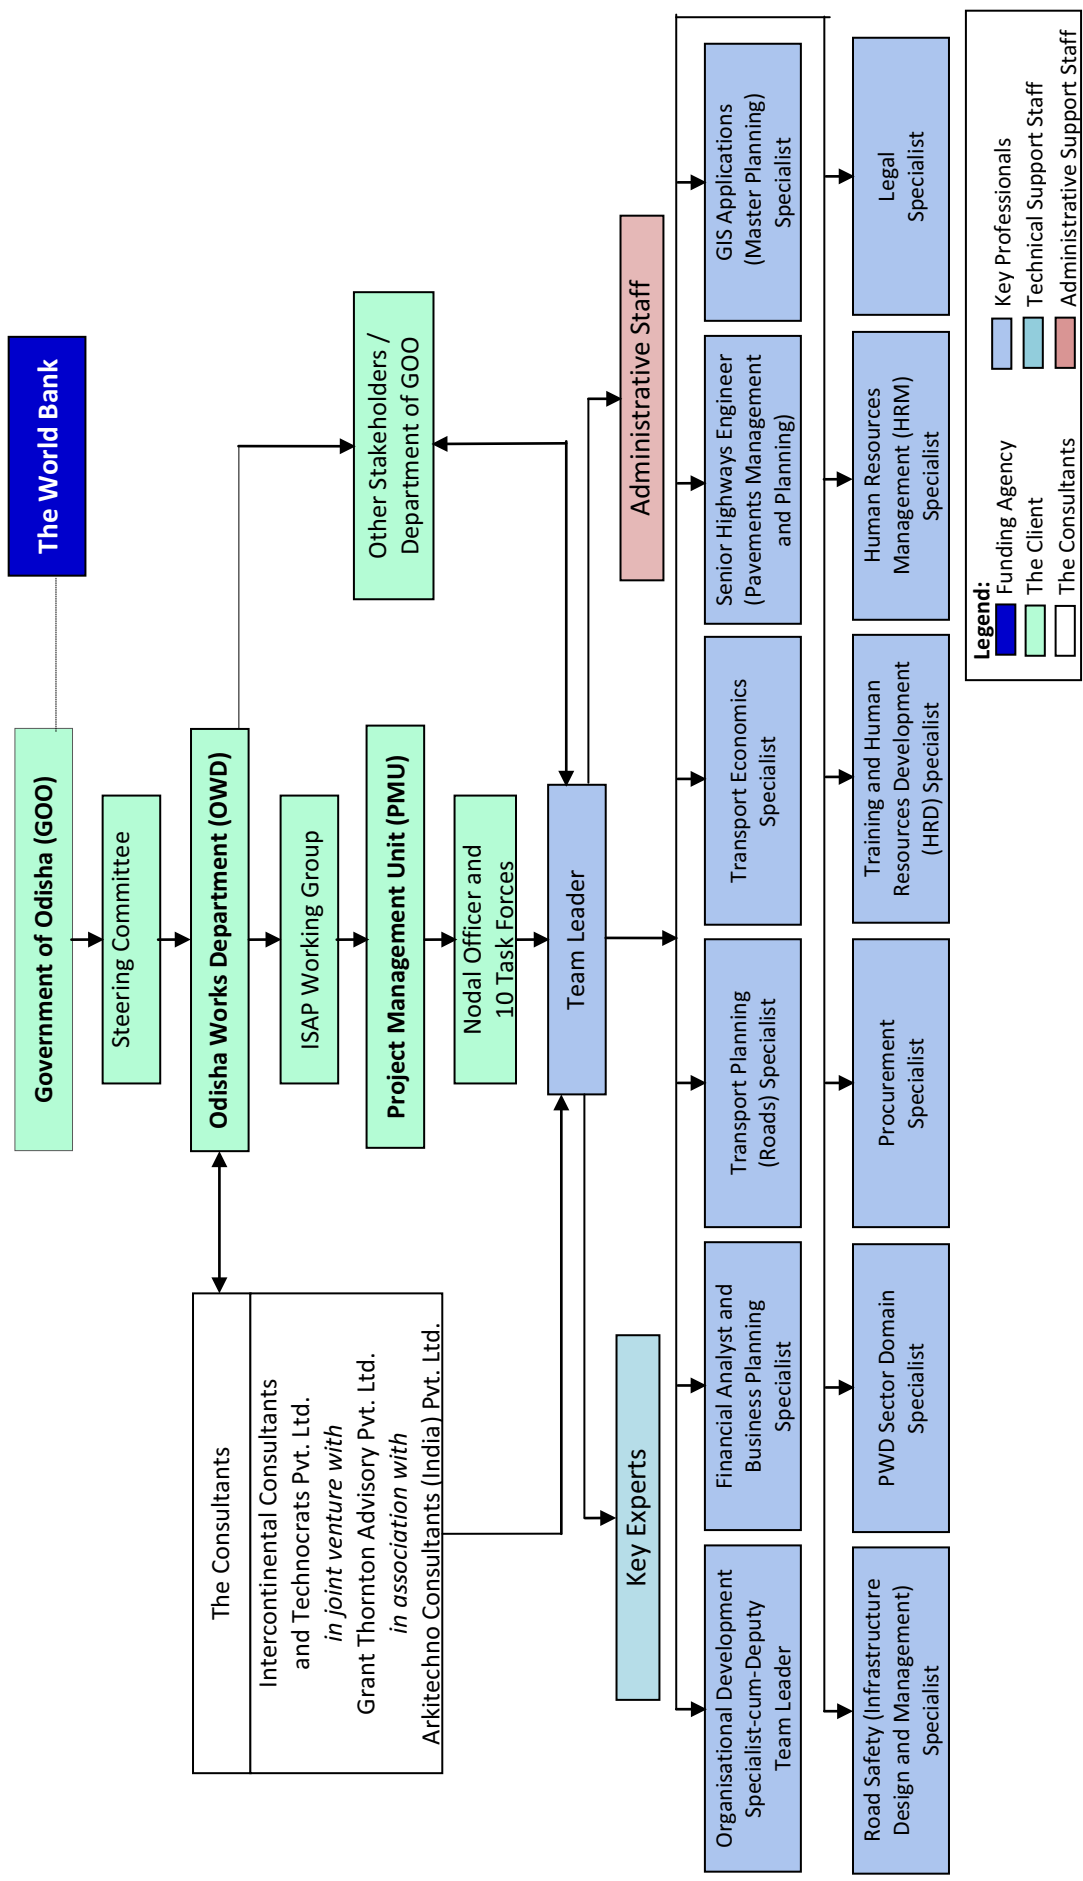 The World Bank
Government of Odisha (GOO)
Steering Committee
Odisha Works Department (OWD)
ISAP Working Group
Project Management Unit (PMU)
Nodal Officer and
10 Task Forces
Team Leader
Other Stakeholders /
Department of GOO
The Consultants
Intercontinental Consultants
and Technocrats Pvt. Ltd.
in joint venture with
Grant Thornton Advisory Pvt. Ltd.
in association with
Arkitechno Consultants (India) Pvt. Ltd.
Key Experts
Administrative Staff
Organisational Development
Specialist-cum-Deputy
Team Leader
Financial Analyst and
Business Planning
Specialist
Transport Planning
(Roads) Specialist
Transport Economics
Specialist
Senior Highways Engineer
(Pavements Management
and Planning)
GIS Applications
(Master Planning)
Specialist
Road Safety (Infrastructure
Design and Management)
Specialist
PWD Sector Domain
Specialist
Procurement
Specialist
Training and Human
Resources Development
(HRD) Specialist
Human Resources
Management (HRM)
Specialist
Legal
Specialist
Legend:
Funding Agency
The Client
The Consultants
Key Professionals
Technical Support Staff
Administrative Support Staff